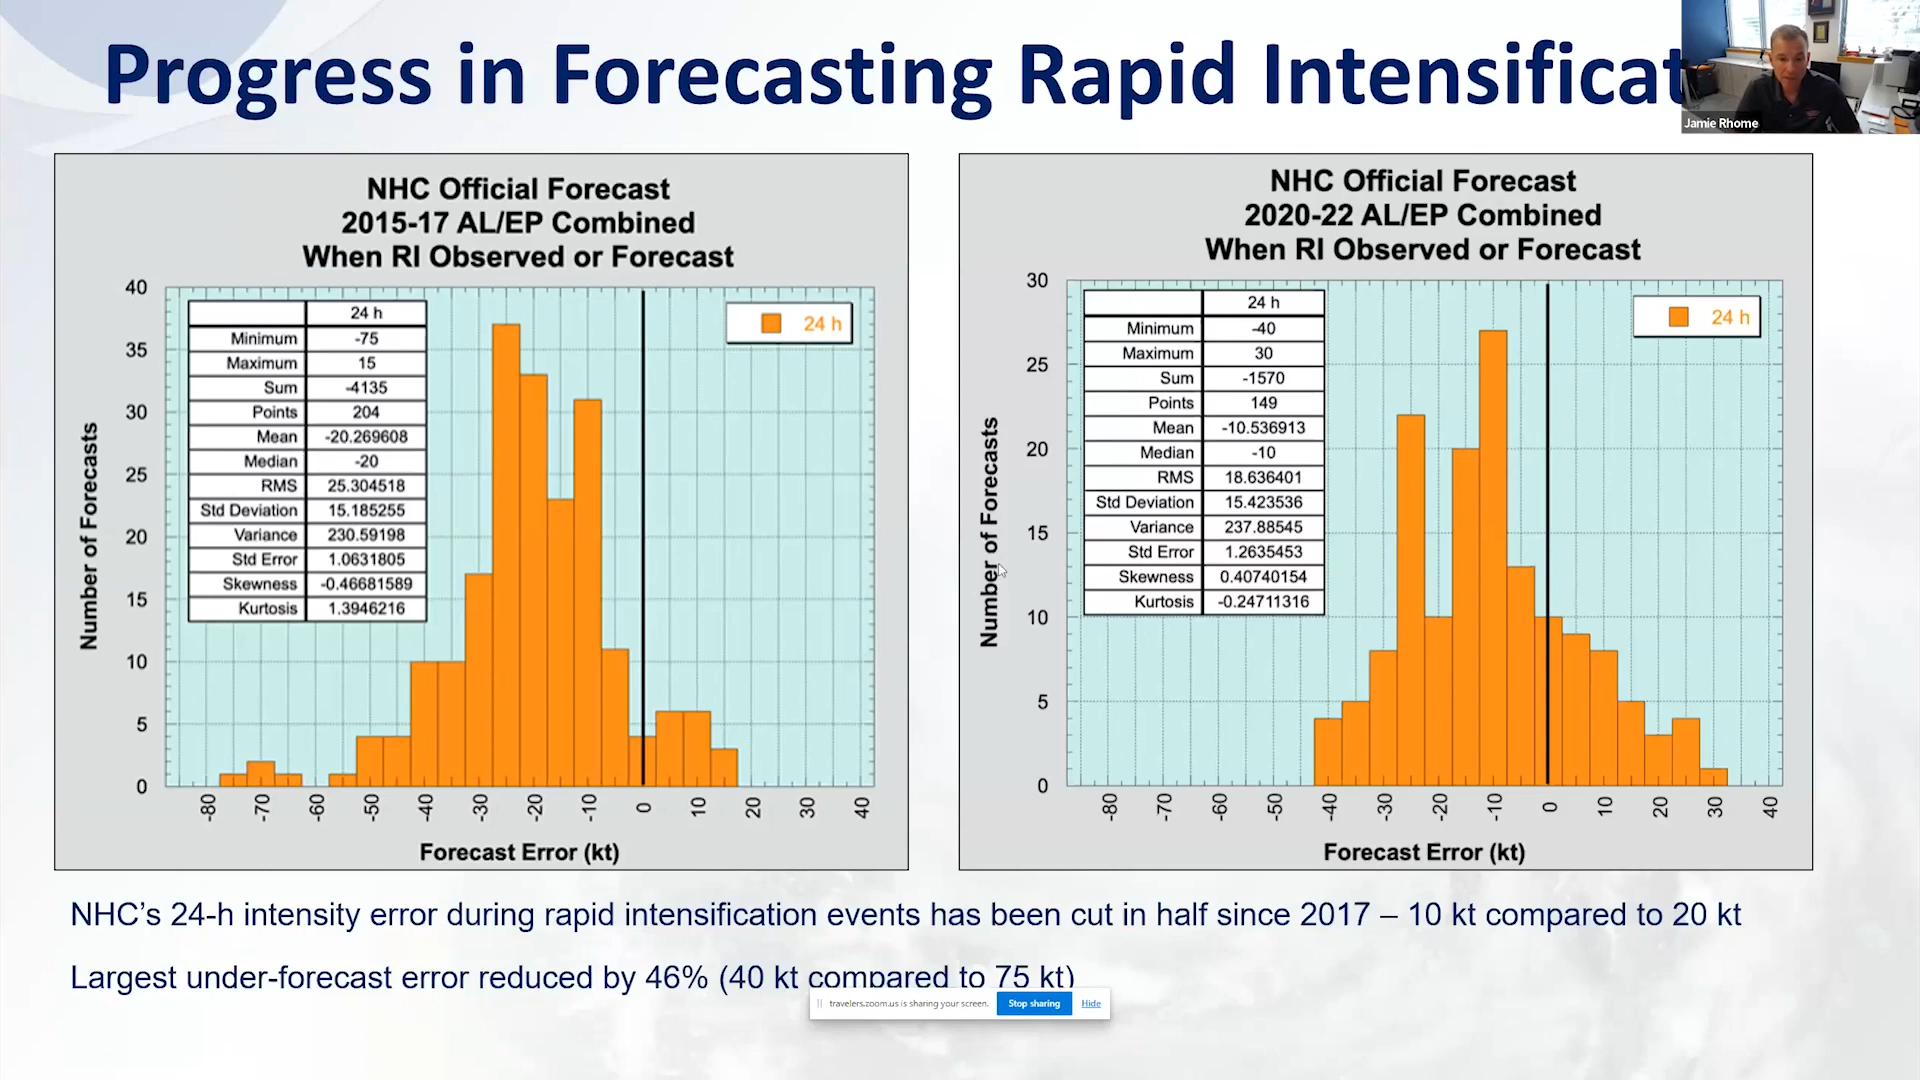 Progress in Forecasting Rapid Intensificat
Jamie Rhome
NHC Official Forecast
2015-17 AL/EP Combined
When RI Observed or Forecast
24 h
Minimum -75
Maximum 15
Sum -4135
Points 204
Mean -20.269608
Median -20
RMS 25.304518
Std Deviation 15.185255
Variance 230.59198
Std Error 1.0631805
Skewness -0.46681589
Kurtosis 1.3946216
24 h
Number of Forecasts
40
35
30
25
20
15
10
5
0
-80 -70 -60 -50 -40 -30 -20 -10 0 10 20 30 40
Forecast Error (kt)
NHC Official Forecast
2020-22 AL/EP Combined
When RI Observed or Forecast
24 h
Minimum -40
Maximum 30
Sum -1570
Points 149
Mean -10.536913
Median -10
RMS 18.636401
Std Deviation 15.423536
Variance 237.88545
Std Error 1.2635453
Skewness 0.40740154
Kurtosis -0.24711316
24 h
Number of Forecasts
30
25
20
15
10
5
0
-80 -70 -60 -50 -40 -30 -20 -10 0 10 20 30 40
Forecast Error (kt)
NHC’s 24-h intensity error during rapid intensification events has been cut in half since 2017 – 10 kt compared to 20 kt
Largest under-forecast error reduced by 46% (40 kt compared to 75 kt)
travelers.zoom.us is sharing your screen. Stop sharing Hide